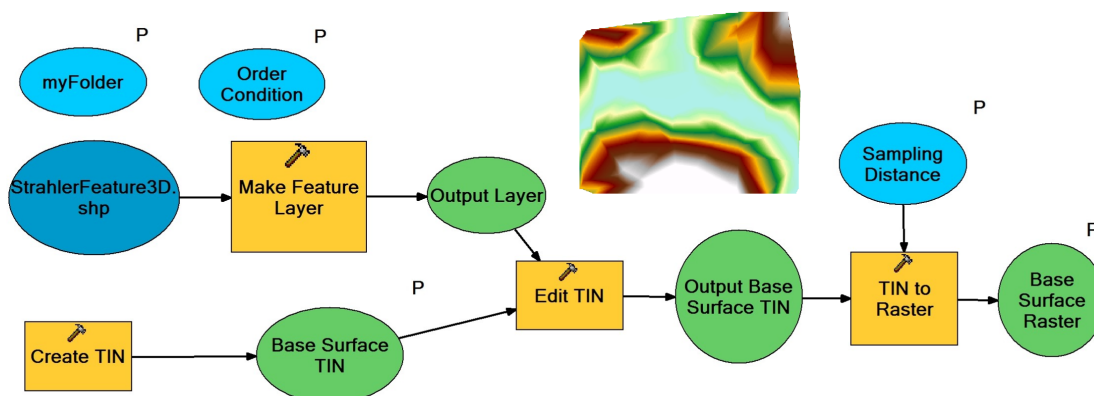 P
P
myFolder
Order
Condition
P
StrahlerFeature3D.
shp
Make Feature
Layer
Output Layer
Sampling
Distance
P
P
Edit TIN
Output Base
Surface TIN
TIN to
Raster
Base
Surface
Raster
Create TIN
Base Surface
TIN